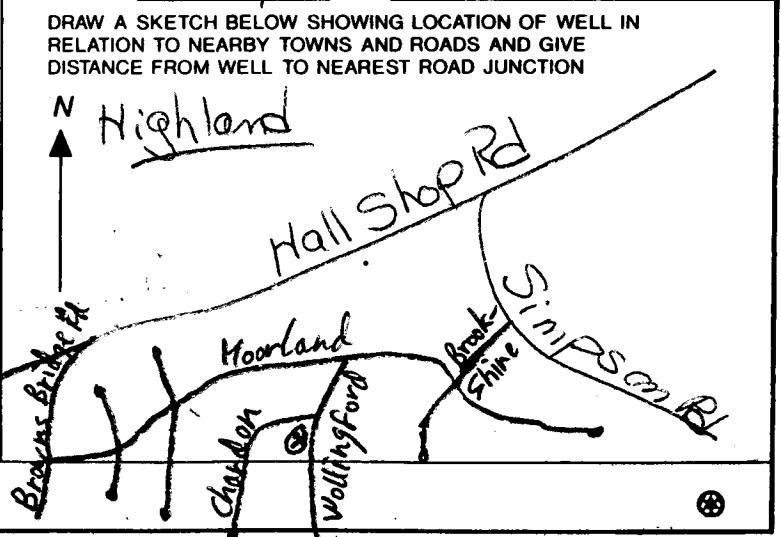 DRAW A SKETCH BELOW SHOWING LOCATION OF WELL IN
RELATION TO NEARBY TOWNS AND ROADS AND GIVE
DISTANCE FROM WELL TO NEAREST ROAD JUNCTION
N
Highland
Hall Shop Rd
Simpson Rd
Browns Bridge Rd
Moorland
Brook-
Shine
Chardon
Wollingford